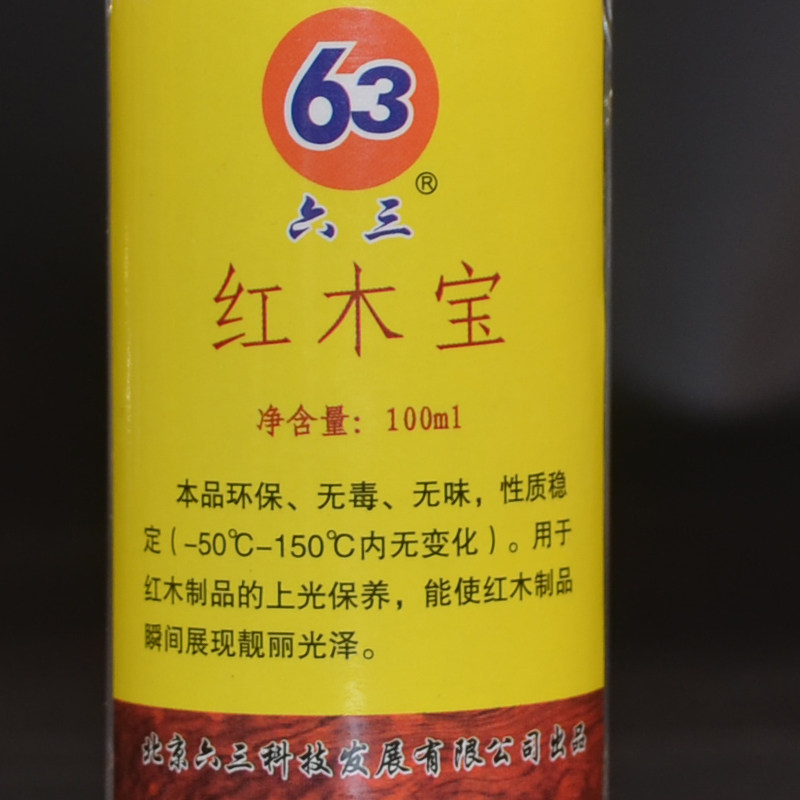 63
®
六三
红木宝
净含量：100ml
本品环保、无毒、无味，性质稳
定（-50℃-150℃内无变化）。用于
红木制品的上光保养，能使红木制品
瞬间展现靓丽光泽。
北京六三科技发展有限公司出品